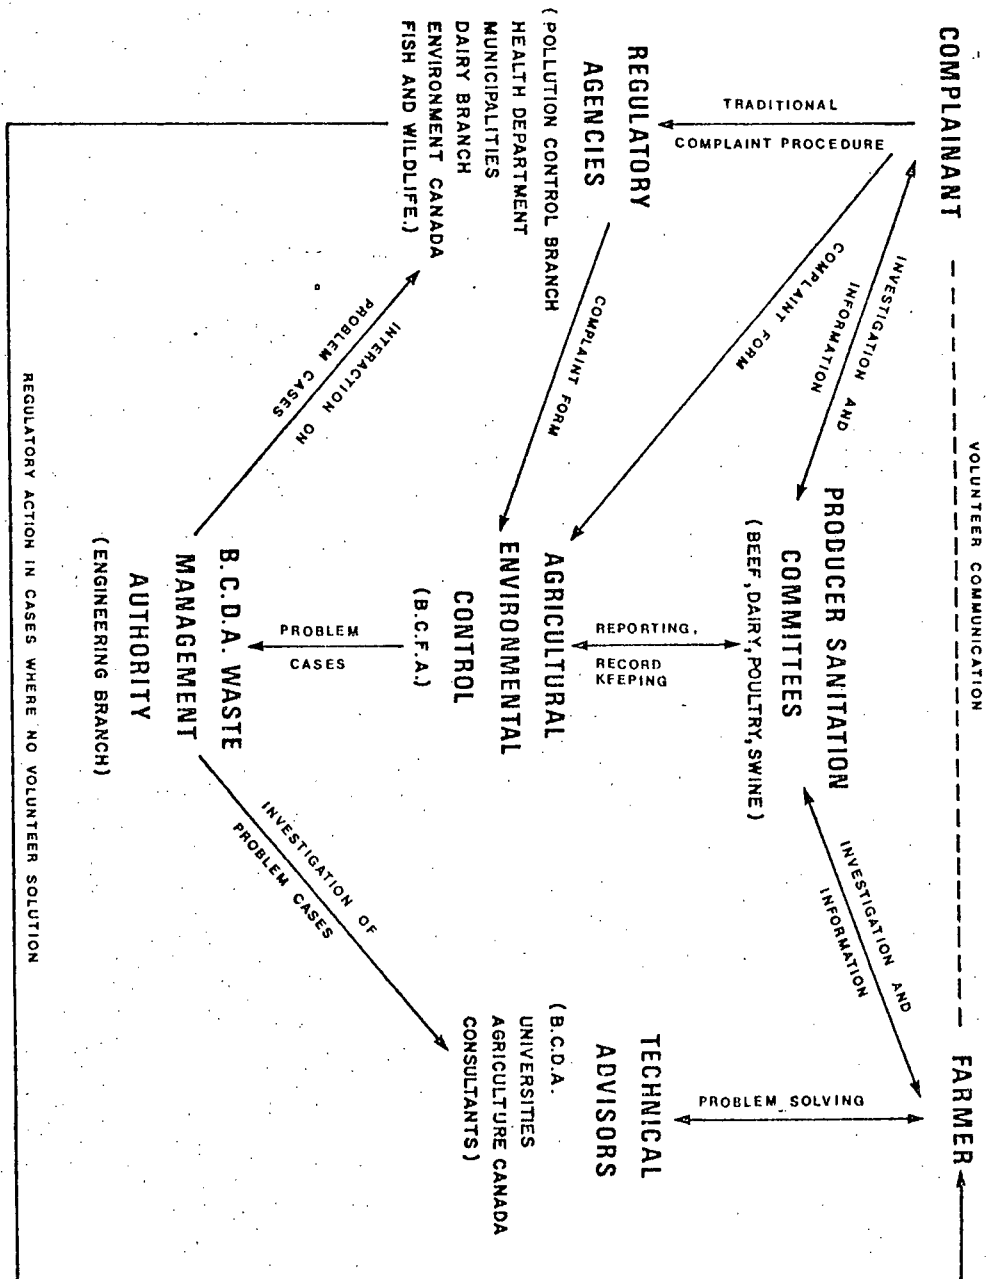 VOLUNTEER COMMUNICATION
COMPLAINANT
FARMER
TRADITIONAL
COMPLAINT PROCEDURE
INVESTIGATION AND
INFORMATION
COMPLAINT FORM
PRODUCER SANITATION
COMMITTEES
(BEEF, DAIRY, POULTRY, SWINE)
INVESTIGATION AND
INFORMATION
PROBLEM SOLVING
REGULATORY
AGENCIES
(POLLUTION CONTROL BRANCH
HEALTH DEPARTMENT
MUNICIPALITIES
DAIRY BRANCH
ENVIRONMENT CANADA
FISH AND WILDLIFE.)
COMPLAINT FORM
REPORTING,
RECORD
KEEPING
AGRICULTURAL
ENVIRONMENTAL
CONTROL
(B.C.F.A.)
TECHNICAL
ADVISORS
(B.C.D.A.
UNIVERSITIES
AGRICULTURE CANADA
CONSULTANTS)
INTERACTION ON
PROBLEM CASES
PROBLEM
CASES
INVESTIGATION OF
PROBLEM CASES
B.C.D.A. WASTE
MANAGEMENT
AUTHORITY
(ENGINEERING BRANCH)
REGULATORY ACTION IN CASES WHERE NO VOLUNTEER SOLUTION